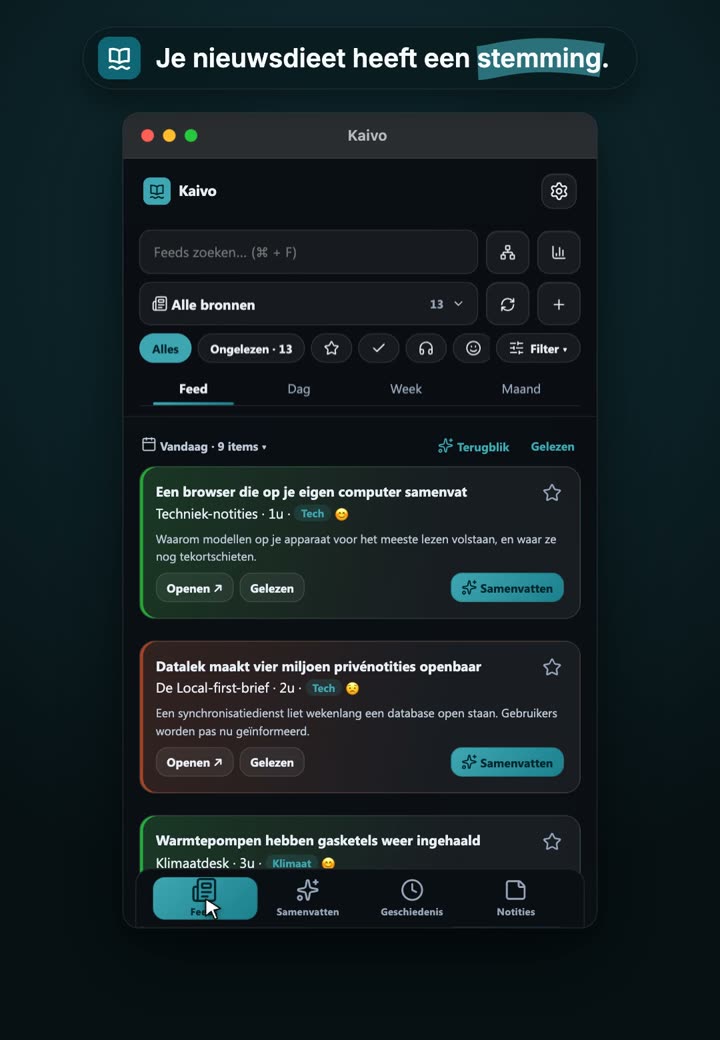 Je nieuwsdieet heeft een stemming.
Kaivo
Kaivo
Feeds zoeken... (⌘ + F)
Alle bronnen 13
Alles Ongelezen · 13 Filter
Feed Dag Week Maand
Vandaag · 9 items Terugblik Gelezen
Een browser die op je eigen computer samenvat
Techniek-notities · 1u · Tech 😊
Waarom modellen op je apparaat voor het meeste lezen volstaan, en waar ze
nog tekortschieten.
Openen ↗ Gelezen Samenvatten
Datalek maakt vier miljoen privénotities openbaar
De Local-first-brief · 2u · Tech 😟
Een synchronisatiedienst liet wekenlang een database open staan. Gebruikers
worden pas nu geïnformeerd.
Openen ↗ Gelezen Samenvatten
Warmtepompen hebben gasketels weer ingehaald
Klimaatdesk · 3u · Klimaat 😊
Samenvatten Geschiedenis Notities